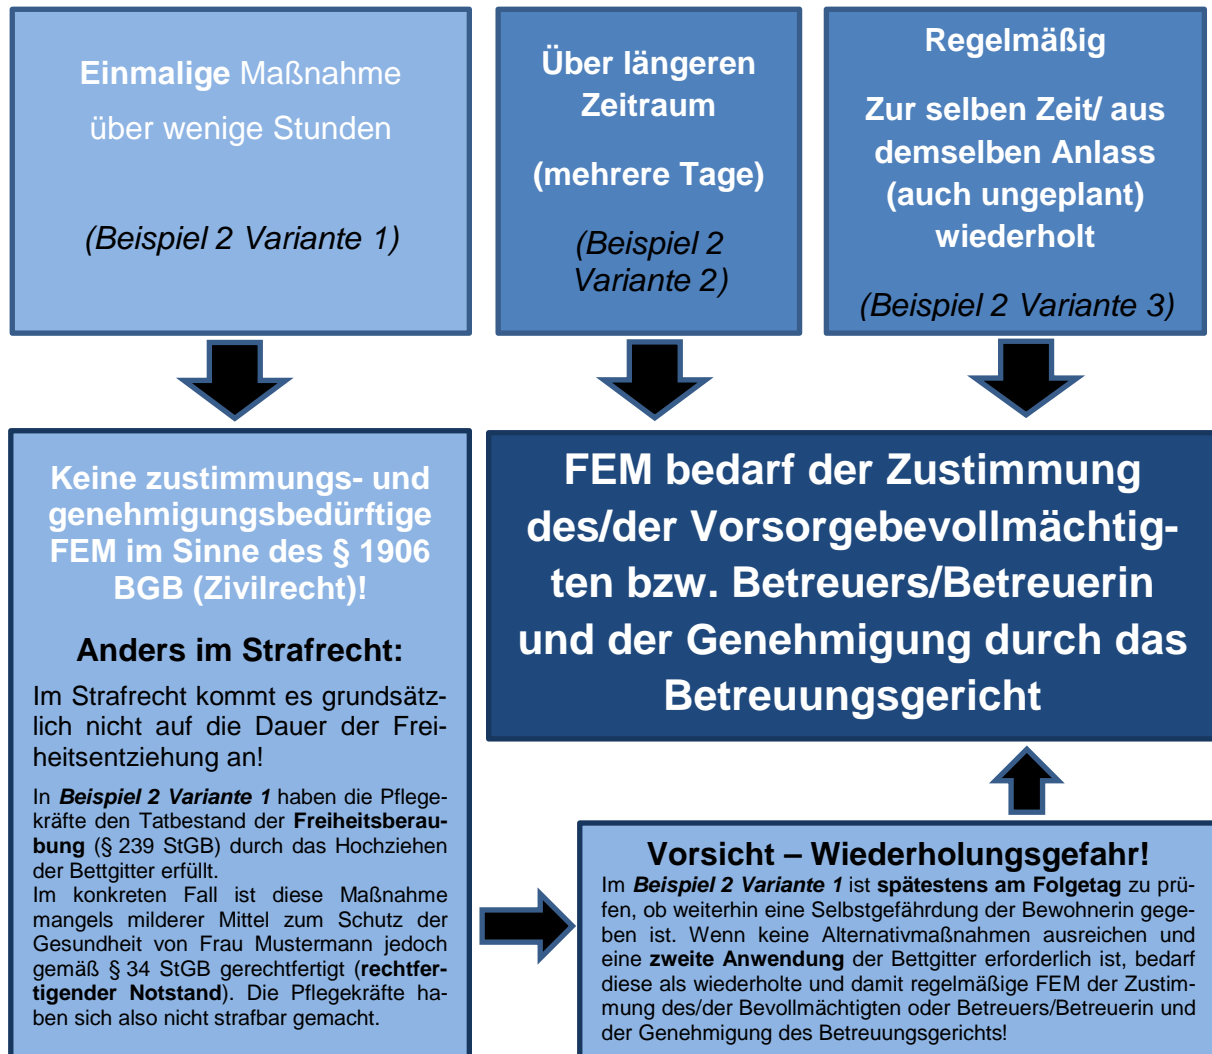 Einmalige Maßnahme
über wenige Stunden
(Beispiel 2 Variante 1)
Über längeren
Zeitraum
(mehrere Tage)
(Beispiel 2
Variante 2)
Regelmäßig
Zur selben Zeit/ aus
demselben Anlass
(auch ungeplant)
wiederholt
(Beispiel 2 Variante 3)
Keine zustimmungs- und
genehmigungsbedürftige
FEM im Sinne des § 1906
BGB (Zivilrecht)!
Anders im Strafrecht:
Im Strafrecht kommt es grundsätz-
lich nicht auf die Dauer der Frei-
heitsentziehung an!
In Beispiel 2 Variante 1 haben die Pflege-
kräfte den Tatbestand der Freiheitsberau-
bung (§ 239 StGB) durch das Hochziehen
der Bettgitter erfüllt.
Im konkreten Fall ist diese Maßnahme
mangels milderer Mittel zum Schutz der
Gesundheit von Frau Mustermann jedoch
gemäß § 34 StGB gerechtfertigt (rechtfer-
tigender Notstand). Die Pflegekräfte ha-
ben sich also nicht strafbar gemacht.
FEM bedarf der Zustimmung
des/der Vorsorgebevollmächtig-
ten bzw. Betreuers/Betreuerin
und der Genehmigung durch das
Betreuungsgericht
Vorsicht – Wiederholungsgefahr!
Im Beispiel 2 Variante 1 ist spätestens am Folgetag zu prü-
fen, ob weiterhin eine Selbstgefährdung der Bewohnerin gege-
ben ist. Wenn keine Alternativmaßnahmen ausreichen und
eine zweite Anwendung der Bettgitter erforderlich ist, bedarf
diese als wiederholte und damit regelmäßige FEM der Zustim-
mung des/der Bevollmächtigten oder Betreuers/Betreuerin und
der Genehmigung des Betreuungsgerichts!